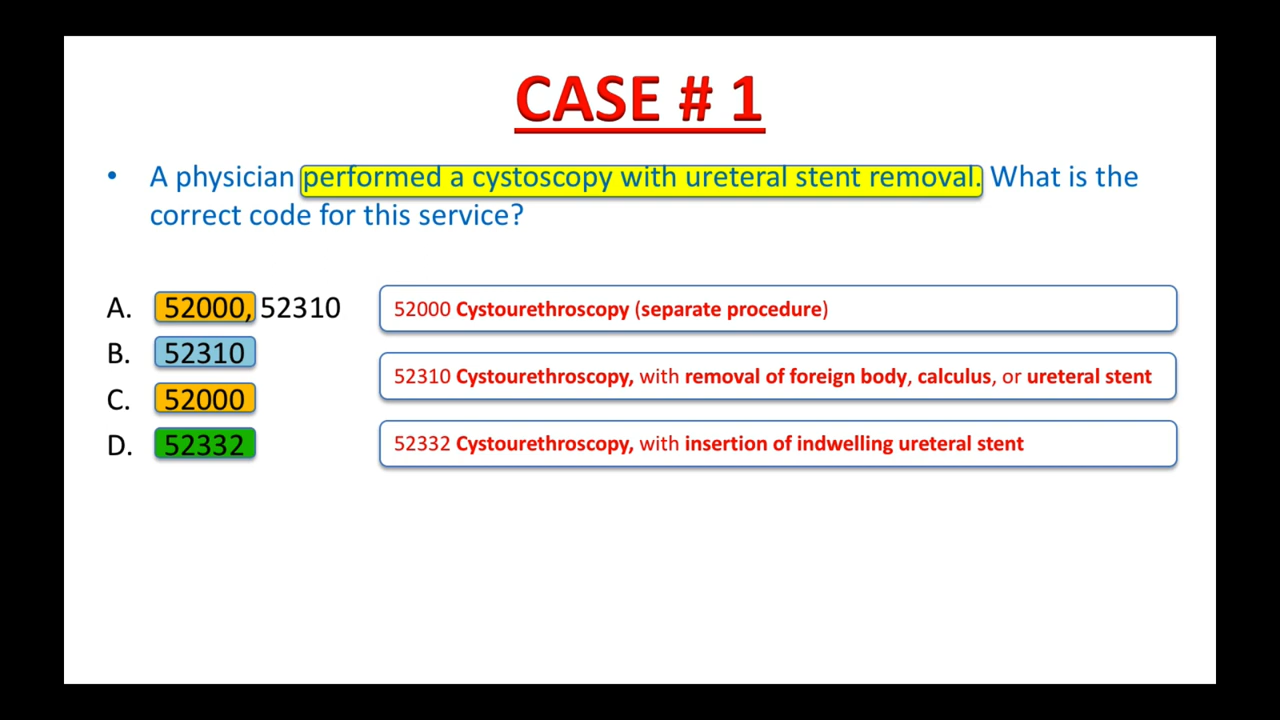 CASE # 1
• A physician performed a cystoscopy with ureteral stent removal. What is the
correct code for this service?
A. 52000, 52310
52000 Cystourethroscopy (separate procedure)
B. 52310
52310 Cystourethroscopy, with removal of foreign body, calculus, or ureteral stent
C. 52000
D. 52332
52332 Cystourethroscopy, with insertion of indwelling ureteral stent